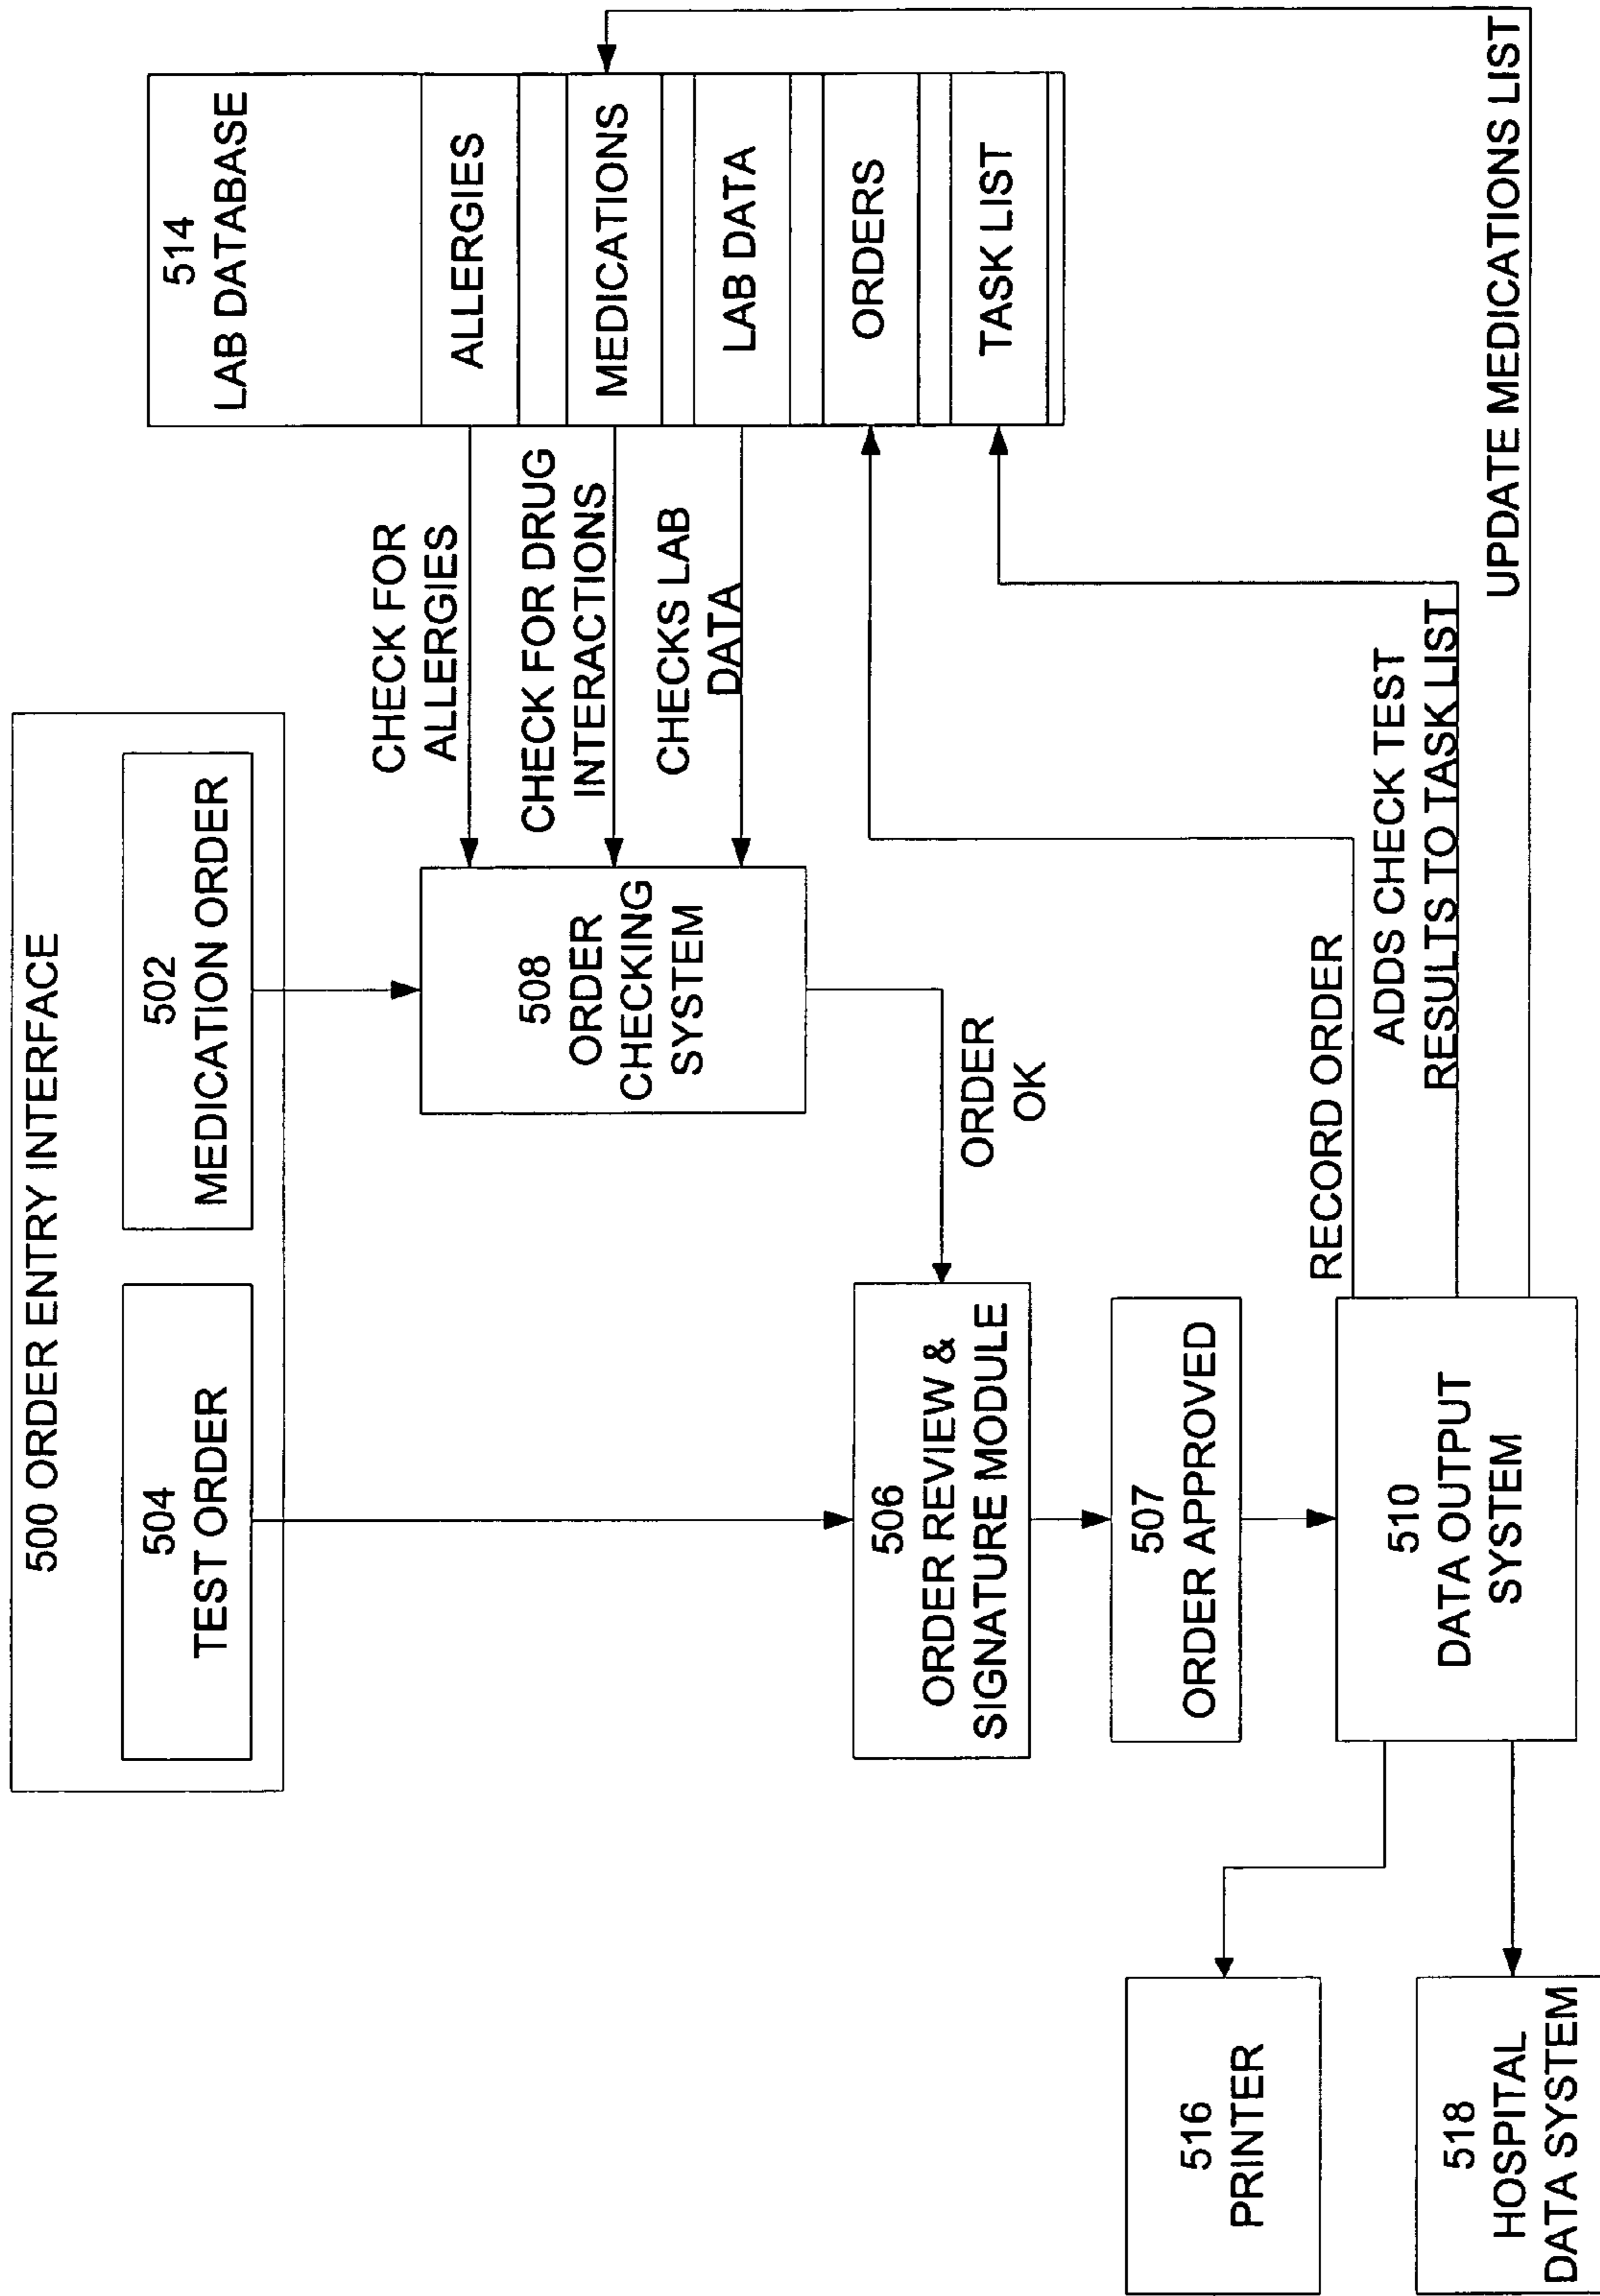 500 ORDER ENTRY INTERFACE
504
TEST ORDER
502
MEDICATION ORDER
514
LAB DATABASE
ALLERGIES
MEDICATIONS
LAB DATA
ORDERS
TASK LIST
CHECK FOR
ALLERGIES
CHECK FOR DRUG
INTERACTIONS
CHECKS LAB
DATA
508
ORDER
CHECKING
SYSTEM
ORDER
OK
506
ORDER REVIEW &
SIGNATURE MODULE
507
ORDER APPROVED
510
DATA OUTPUT
SYSTEM
RECORD ORDER
ADDS CHECK TEST
RESULTS TO TASK LIST
UPDATE MEDICATIONS LIST
516
PRINTER
518
HOSPITAL
DATA SYSTEM